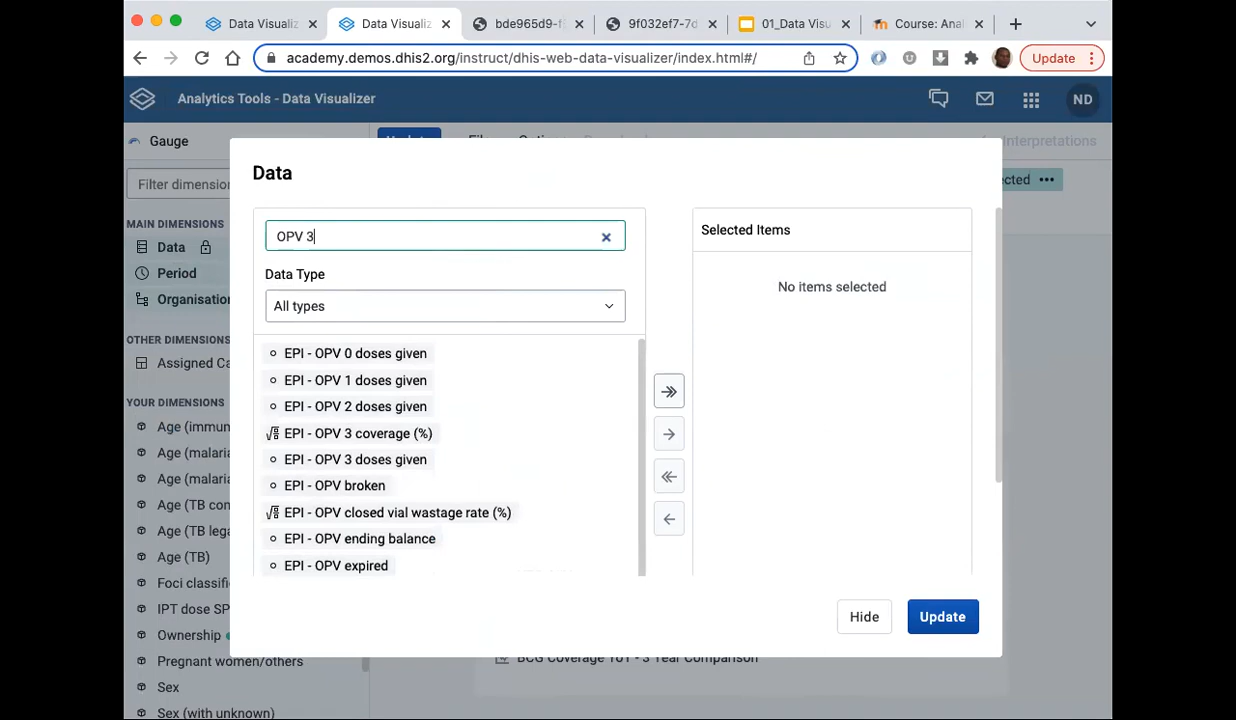 Data Visualiz
Data Visualiz
bde965d9-f
9f032ef7-7d
01_Data Visu
Course: Ana
academy.demos.dhis2.org/instruct/dhis-web-data-visualizer/index.html#/
Update
Analytics Tools - Data Visualizer
ND
Gauge
Interpretations
Filter dimension
ected
MAIN DIMENSIONS
Data
Period
Organisation
OTHER DIMENSIONS
Assigned Ca
YOUR DIMENSIONS
Age (immun
Age (malari
Age (malari
Age (TB con
Age (TB lega
Age (TB)
Foci classifi
IPT dose SP
Ownership
Pregnant women/others
Sex
Sex (with unknown)
Data
OPV 3
Data Type
All types
EPI - OPV 0 doses given
EPI - OPV 1 doses given
EPI - OPV 2 doses given
EPI - OPV 3 coverage (%)
EPI - OPV 3 doses given
EPI - OPV broken
EPI - OPV closed vial wastage rate (%)
EPI - OPV ending balance
EPI - OPV expired
Selected Items
No items selected
Hide
Update
BCG Coverage YoY - 3 Year Comparison